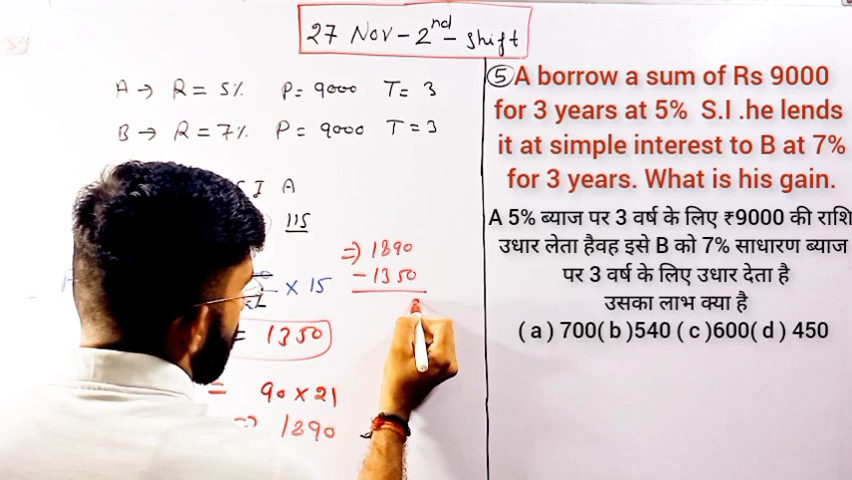 27 Nov - 2nd - shift
A → R = 5% P = 9000 T = 3
B → R = 7% P = 9000 T = 3
I A
115
× 15
= 1350
= 90 × 21
⇒ 1890
⇒ 1890
- 1350
⑤ A borrow a sum of Rs 9000
for 3 years at 5% S.I .he lends
it at simple interest to B at 7%
for 3 years. What is his gain.
A 5% ब्याज पर 3 वर्ष के लिए ₹9000 की राशि
उधार लेता हैवह इसे B को 7% साधारण ब्याज
पर 3 वर्ष के लिए उधार देता है
उसका लाभ क्या है
( a ) 700( b )540 ( c )600( d ) 450